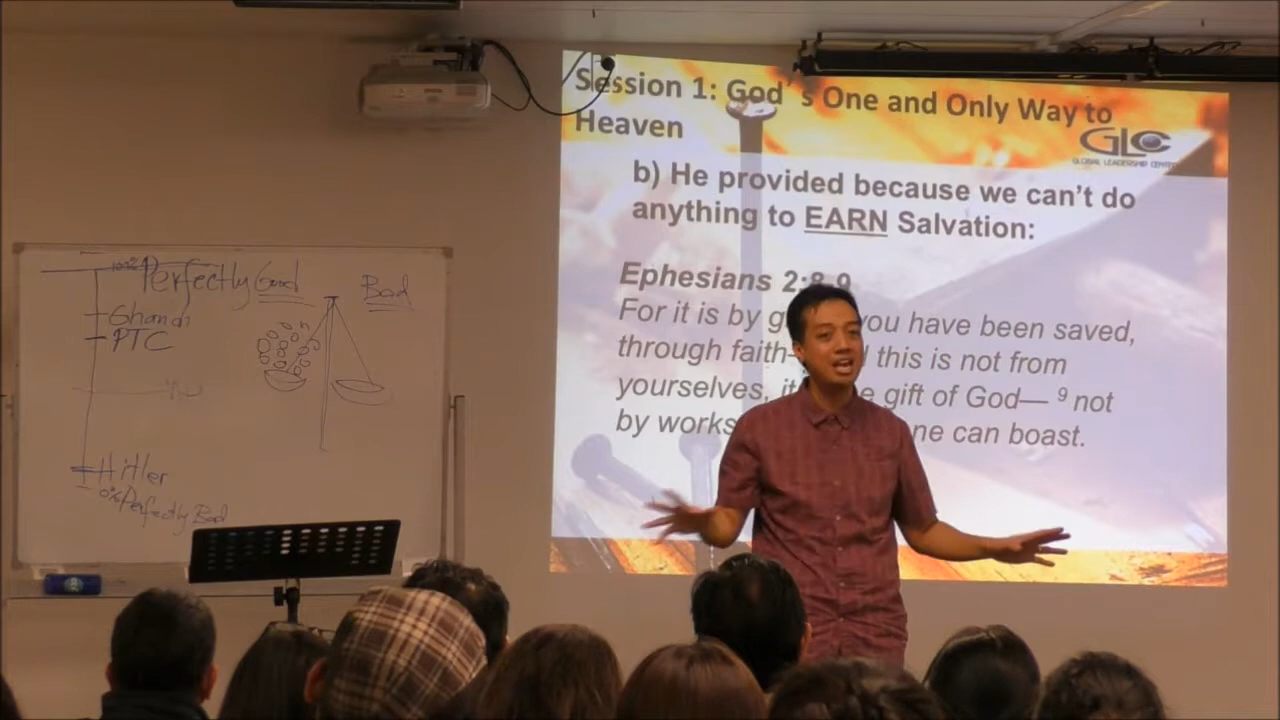 Session 1: God's One and Only Way to
Heaven
GLC
GLOBAL LEADERSHIP CENTER
b) He provided because we can't do
anything to EARN Salvation:
Ephesians 2:8-9
For it is by you have been saved,
through faith— this is not from
yourselves, gift of God— 9 not
by works can boast.
100% Perfectly Good
Bad
Ghandi
PTC
Hitler
0% Perfectly Bad